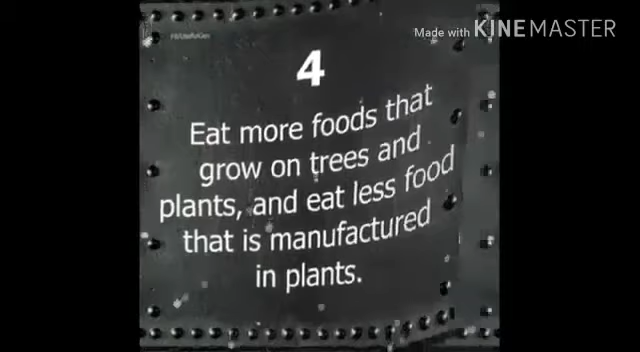 Made with KINEMASTER
4
Eat more foods that
grow on trees and
plants, and eat less food
that is manufactured
in plants.